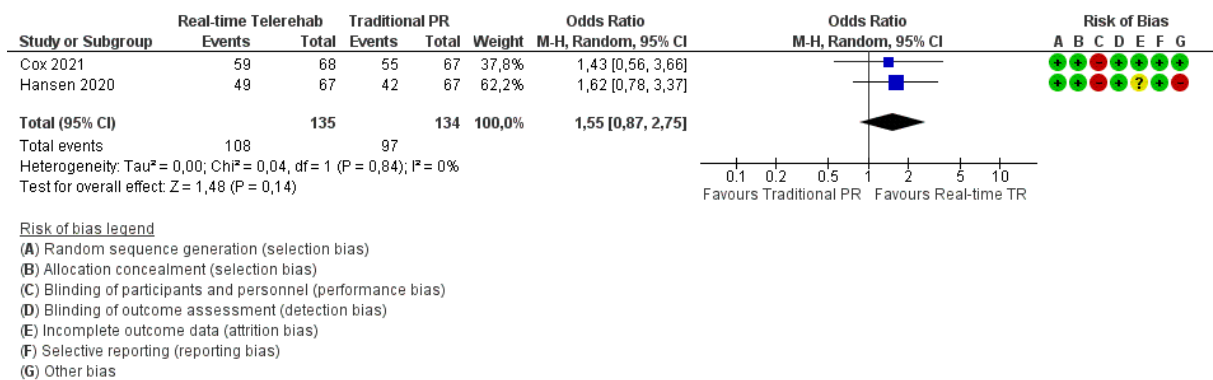 Real-time Telerehab Traditional PR Odds Ratio Odds Ratio Risk of Bias
Study or Subgroup Events Total Events Total Weight M-H, Random, 95% CI M-H, Random, 95% CI A B C D E F G
Cox 2021 59 68 55 67 37,8% 1,43 [0,56, 3,66] + + - + + + +
Hansen 2020 49 67 42 67 62,2% 1,62 [0,78, 3,37] + + - + ? + -
Total (95% CI) 135 134 100,0% 1,55 [0,87, 2,75]
Total events 108 97
Heterogeneity: Tau² = 0,00; Chi² = 0,04, df = 1 (P = 0,84); I² = 0%
Test for overall effect: Z = 1,48 (P = 0,14)
0.1 0.2 0.5 1 2 5 10
Favours Traditional PR Favours Real-time TR
Risk of bias legend
(A) Random sequence generation (selection bias)
(B) Allocation concealment (selection bias)
(C) Blinding of participants and personnel (performance bias)
(D) Blinding of outcome assessment (detection bias)
(E) Incomplete outcome data (attrition bias)
(F) Selective reporting (reporting bias)
(G) Other bias